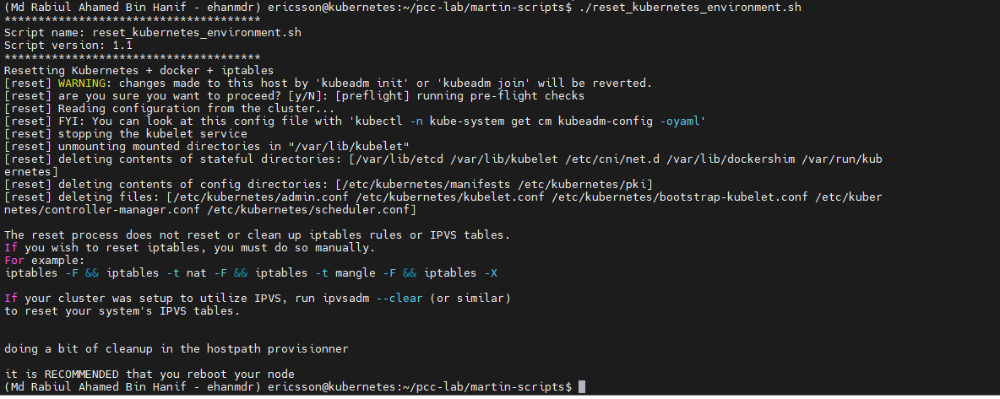 (Md Rabiul Ahamed Bin Hanif - ehanmdr) ericsson@kubernetes:~/pcc-lab/martin-scripts$ ./reset_kubernetes_environment.sh
**************************************
Script name: reset_kubernetes_environment.sh
Script version: 1.1
**************************************
Resetting Kubernetes + docker + iptables
[reset] WARNING: changes made to this host by 'kubeadm init' or 'kubeadm join' will be reverted.
[reset] are you sure you want to proceed? [y/N]: [preflight] running pre-flight checks
[reset] Reading configuration from the cluster...
[reset] FYI: You can look at this config file with 'kubectl -n kube-system get cm kubeadm-config -oyaml'
[reset] stopping the kubelet service
[reset] unmounting mounted directories in "/var/lib/kubelet"
[reset] deleting contents of stateful directories: [/var/lib/etcd /var/lib/kubelet /etc/cni/net.d /var/lib/dockershim /var/run/kub
ernetes]
[reset] deleting contents of config directories: [/etc/kubernetes/manifests /etc/kubernetes/pki]
[reset] deleting files: [/etc/kubernetes/admin.conf /etc/kubernetes/kubelet.conf /etc/kubernetes/bootstrap-kubelet.conf /etc/kuber
netes/controller-manager.conf /etc/kubernetes/scheduler.conf]
The reset process does not reset or clean up iptables rules or IPVS tables.
If you wish to reset iptables, you must do so manually.
For example:
iptables -F && iptables -t nat -F && iptables -t mangle -F && iptables -X
If your cluster was setup to utilize IPVS, run ipvsadm --clear (or similar)
to reset your system's IPVS tables.
doing a bit of cleanup in the hostpath provisionner
it is RECOMMENDED that you reboot your node
(Md Rabiul Ahamed Bin Hanif - ehanmdr) ericsson@kubernetes:~/pcc-lab/martin-scripts$